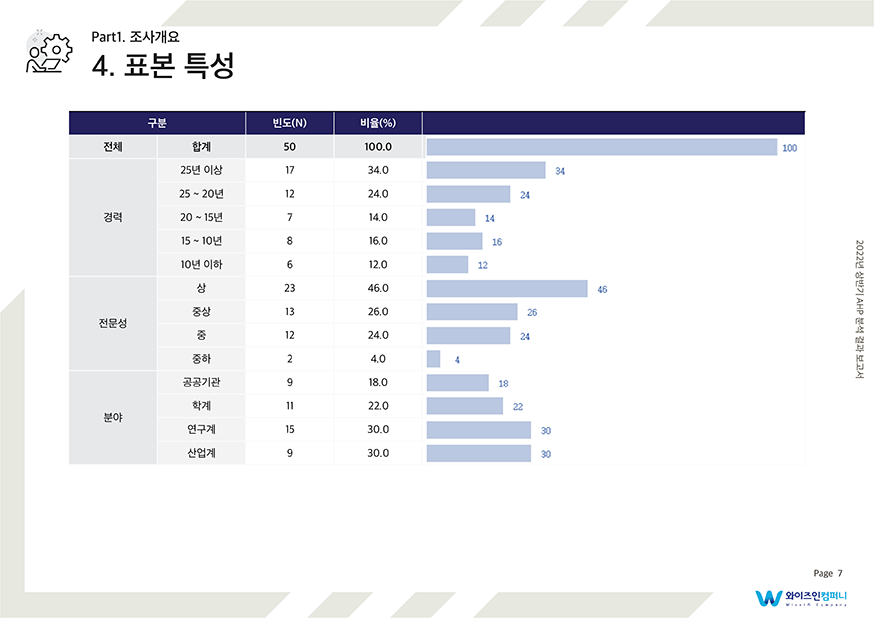 Part1. 조사개요
4. 표본 특성
구분 빈도(N) 비율(%)
전체 합계 50 100.0 100
경력 25년 이상 17 34.0 34
25 ~ 20년 12 24.0 24
20 ~ 15년 7 14.0 14
15 ~ 10년 8 16.0 16
10년 이하 6 12.0 12
전문성 상 23 46.0 46
중상 13 26.0 26
중 12 24.0 24
중하 2 4.0 4
분야 공공기관 9 18.0 18
학계 11 22.0 22
연구계 15 30.0 30
산업계 9 30.0 30
2022년 상반기 AHP 분석 결과 보고서
Page 7
와이즈인컴퍼니
WiseIN Company